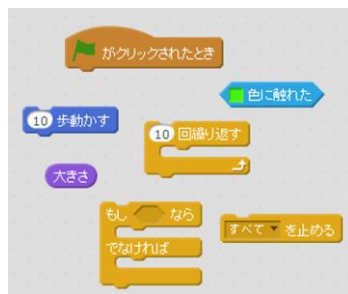 がクリックされたとき
色に触れた
10 歩動かす
10 回繰り返す
大きさ
もし なら
でなければ
すべて を止める